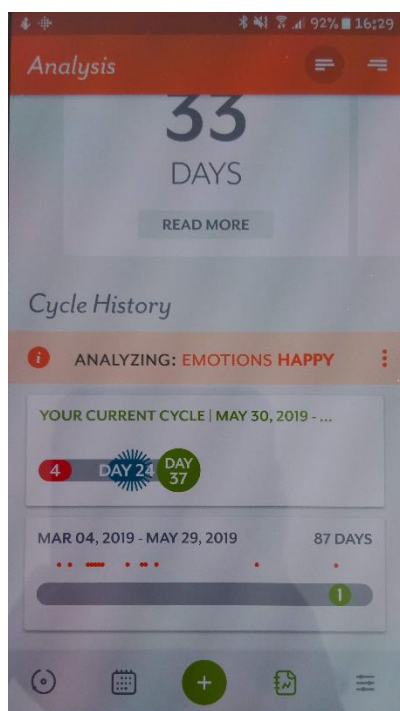 92% 16:29
Analysis
33
DAYS
READ MORE
Cycle History
i ANALYZING: EMOTIONS HAPPY
YOUR CURRENT CYCLE | MAY 30, 2019 - ...
4 DAY 24 DAY
37
MAR 04, 2019 - MAY 29, 2019 87 DAYS
1